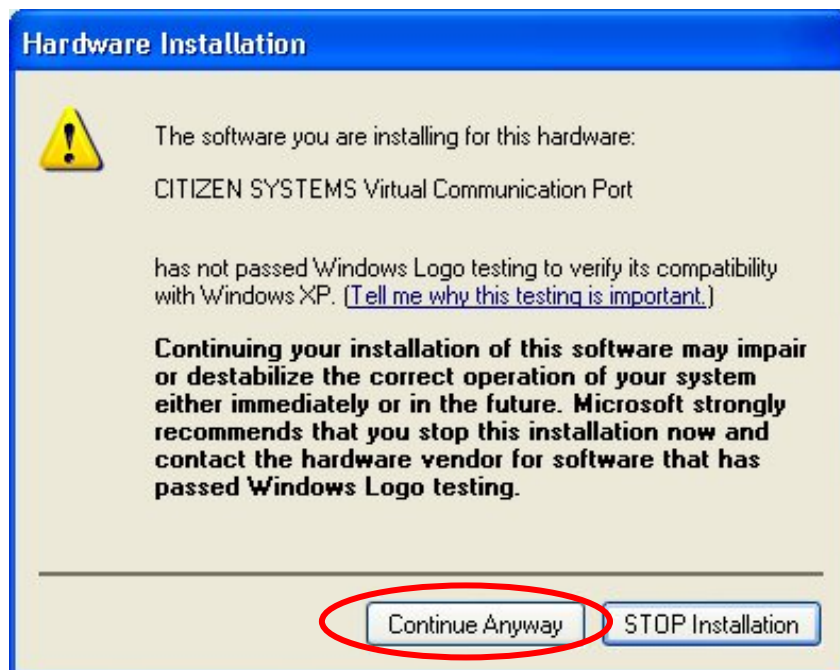 Hardware Installation
The software you are installing for this hardware:
CITIZEN SYSTEMS Virtual Communication Port
has not passed Windows Logo testing to verify its compatibility
with Windows XP. (Tell me why this testing is important.)
Continuing your installation of this software may impair
or destabilize the correct operation of your system
either immediately or in the future. Microsoft strongly
recommends that you stop this installation now and
contact the hardware vendor for software that has
passed Windows Logo testing.
Continue Anyway STOP Installation